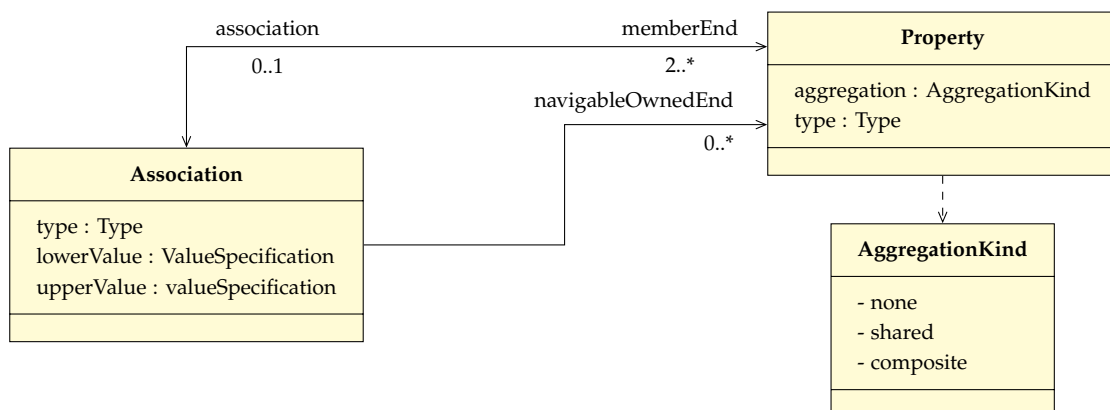 association
memberEnd
0..1
2..*
Property
aggregation : AggregationKind
type : Type
navigableOwnedEnd
0..*
Association
type : Type
lowerValue : ValueSpecification
upperValue : valueSpecification
AggregationKind
- none
- shared
- composite